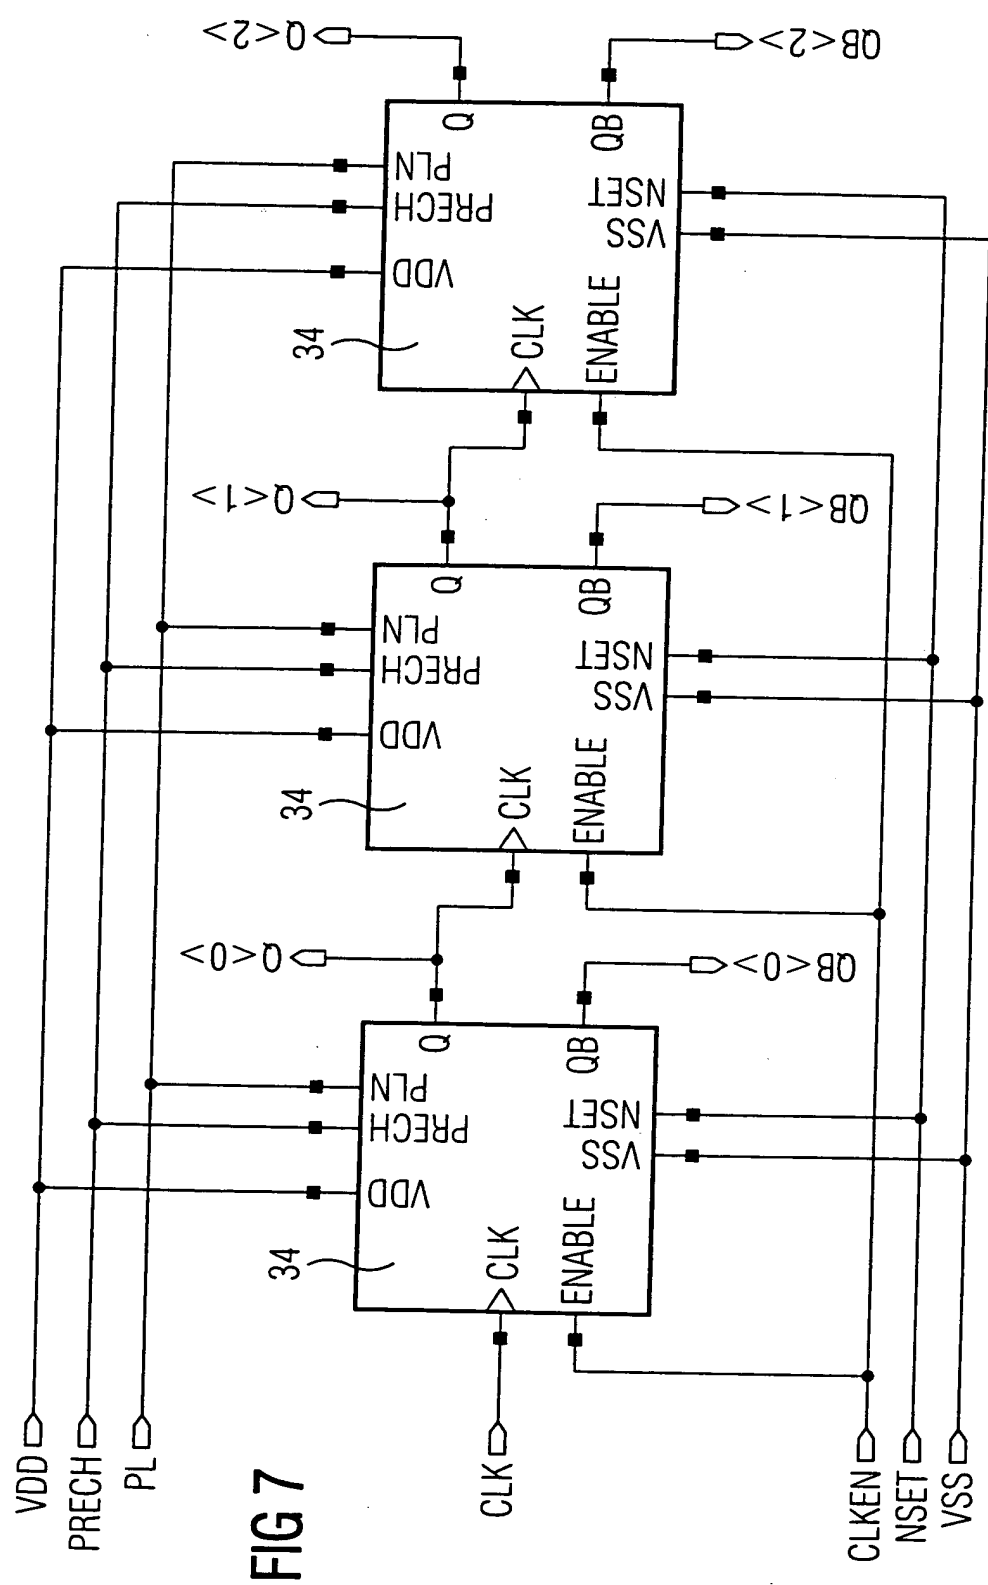 FIG 7
VDD
PRECH
PL
CLK
CLKEN
NSET
VSS
34
VDD
PRECH
PLN
Q
CLK
ENABLE
VSS
NSET
QB
Q<0>
QB<0>
34
VDD
PRECH
PLN
Q
CLK
ENABLE
VSS
NSET
QB
Q<1>
QB<1>
34
VDD
PRECH
PLN
Q
CLK
ENABLE
VSS
NSET
QB
Q<2>
QB<2>